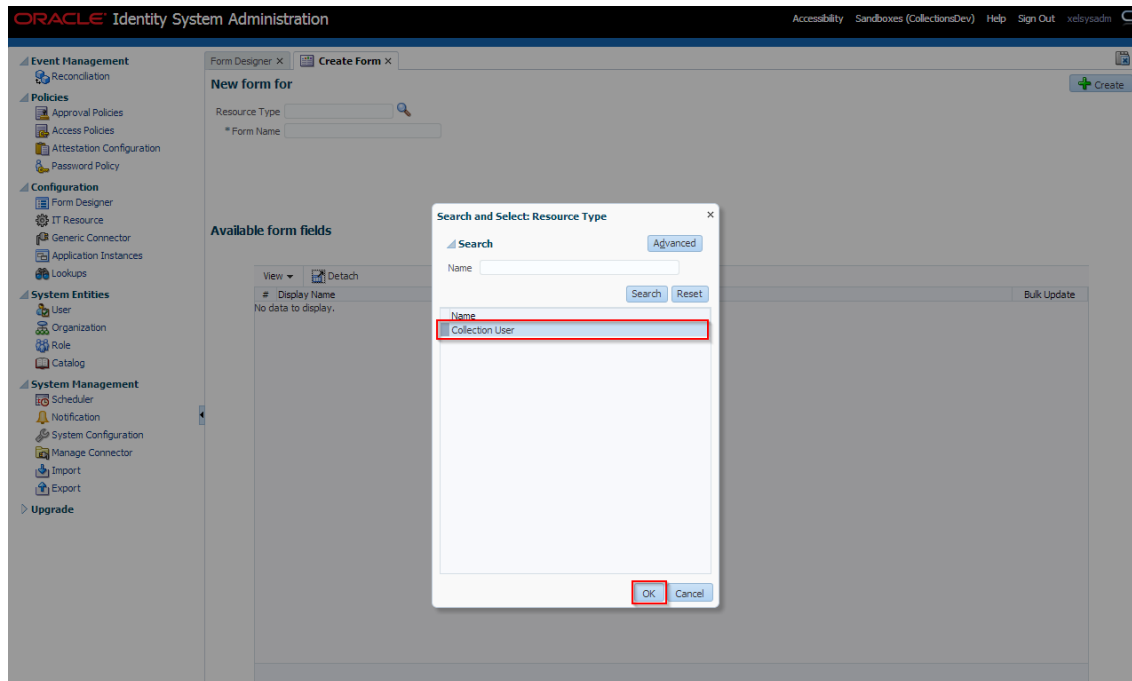 ORACLE Identity System Administration
Accessibility Sandboxes (CollectionsDev) Help Sign Out xelsysadm
Event Management
Reconciliation
Policies
Approval Policies
Access Policies
Attestation Configuration
Password Policy
Configuration
Form Designer
IT Resource
Generic Connector
Application Instances
Lookups
System Entities
User
Organization
Role
Catalog
System Management
Scheduler
Notification
System Configuration
Manage Connector
Import
Export
Upgrade
Form Designer × Create Form ×
New form for
Create
Resource Type
* Form Name
Available form fields
View Detach
# Display Name Bulk Update
No data to display.
Search and Select: Resource Type ×
Search Advanced
Name
Search Reset
Name
Collection User
OK Cancel